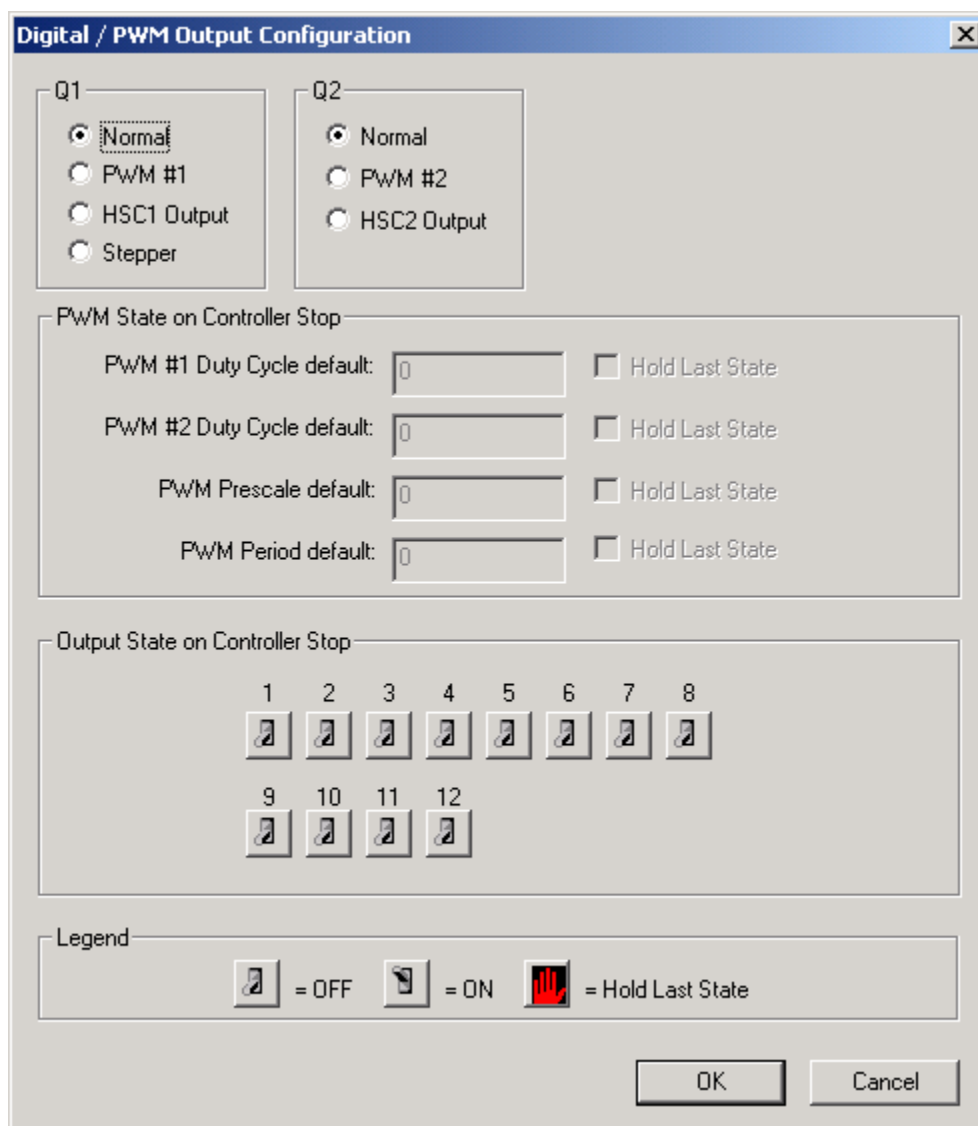 Digital / PWM Output Configuration
Q1
Normal
PWM #1
HSC1 Output
Stepper
Q2
Normal
PWM #2
HSC2 Output
PWM State on Controller Stop
PWM #1 Duty Cycle default: 0 Hold Last State
PWM #2 Duty Cycle default: 0 Hold Last State
PWM Prescale default: 0 Hold Last State
PWM Period default: 0 Hold Last State
Output State on Controller Stop
1 2 3 4 5 6 7 8
9 10 11 12
Legend
= OFF = ON = Hold Last State
OK Cancel